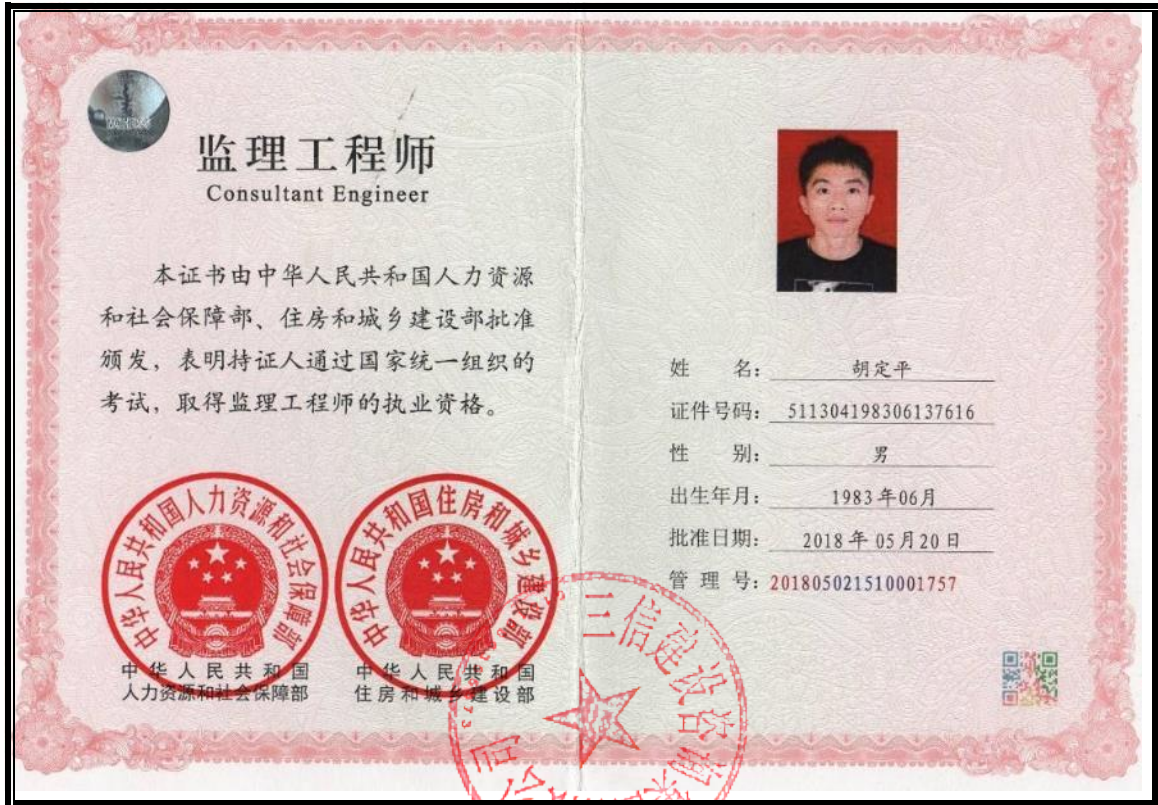 监理工程师
Consultant Engineer
本证书由中华人民共和国人力资源
和社会保障部、住房和城乡建设部批准
颁发，表明持证人通过国家统一组织的
考试，取得监理工程师的执业资格。
中华人民共和国人力资源和社会保障部
中华人民共和国
人力资源和社会保障部
中华人民共和国住房和城乡建设部
中华人民共和国
住房和城乡建设部
姓 名： 胡定平
证件号码： 511304198306137616
性 别： 男
出生年月： 1983年06月
批准日期： 2018年05月20日
管 理 号： 201805021510001757
三信建设咨询
公司